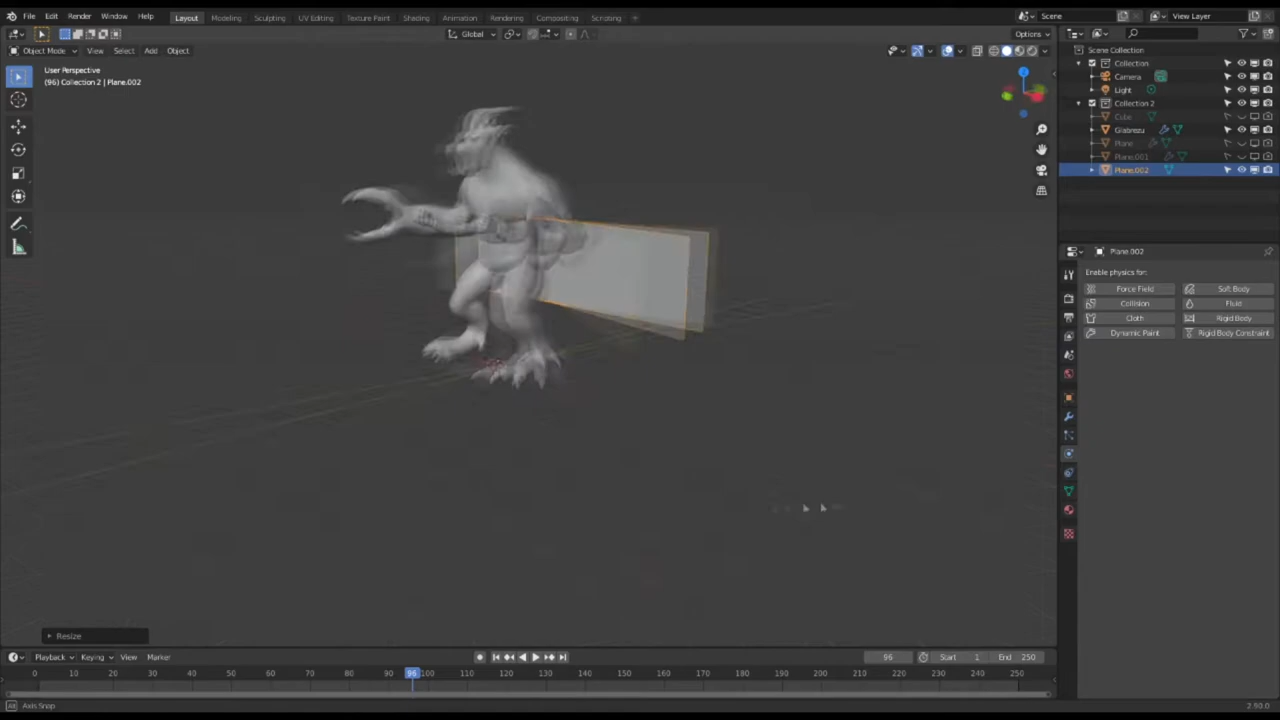 File Edit Render Window Help Layout Modeling Sculpting UV Editing Texture Paint Shading Animation Rendering Compositing Scripting + Scene View Layer
Global Options
Object Mode View Select Add Object
User Perspective
(96) Collection 2 | Plane.002
Scene Collection
Collection
Camera
Light
Collection 2
Cube
Glabrezu
Plane
Plane.001
Plane.002
Plane.002
Enable physics for:
Force Field Soft Body
Collision Fluid
Cloth Rigid Body
Dynamic Paint Rigid Body Constraint
Resize
Playback Keying View Marker 96 Start 1 End 250
0 10 20 30 40 50 60 70 80 90 96 100 110 120 130 140 150 160 170 180 190 200 210 220 230 240 250
Alt Axis Snap 2.90.0